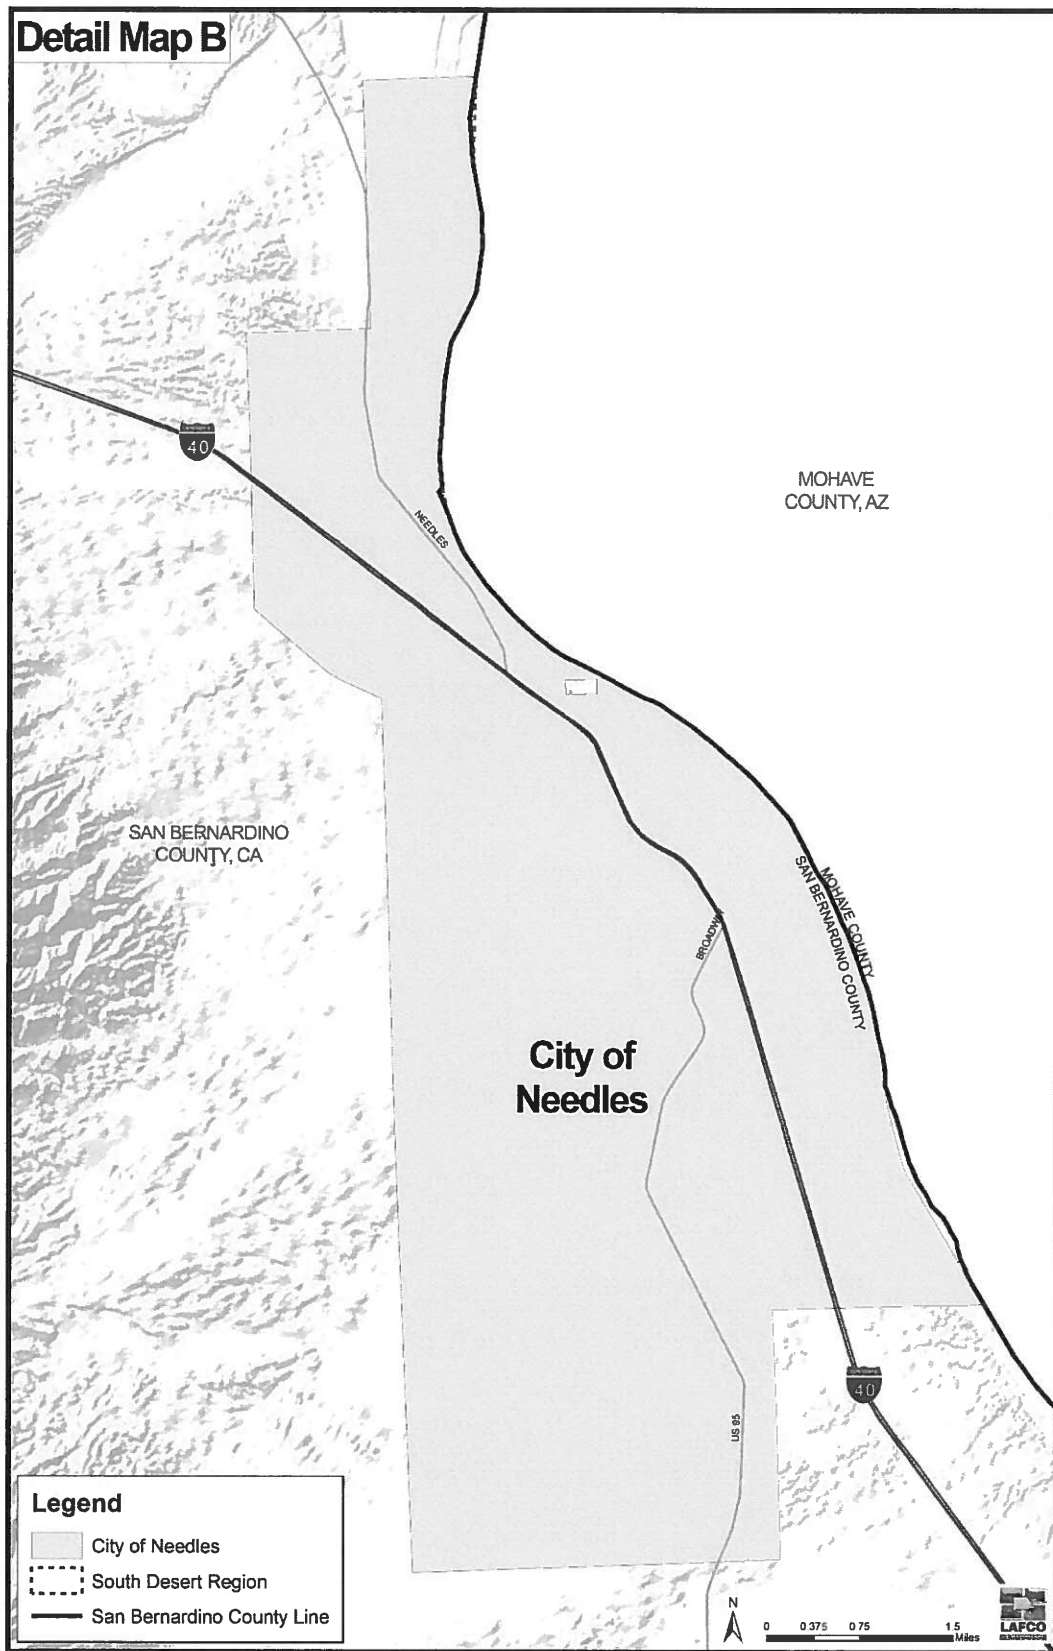 Detail Map B
40
MOHAVE
COUNTY, AZ
NEEDLES
SAN BERNARDINO
COUNTY, CA
MOHAVE COUNTY
SAN BERNARDINO COUNTY
BROADWAY
City of
Needles
40
US 95
Legend
City of Needles
South Desert Region
San Bernardino County Line
N
0 0.375 0.75 1.5
Miles
LAFCO